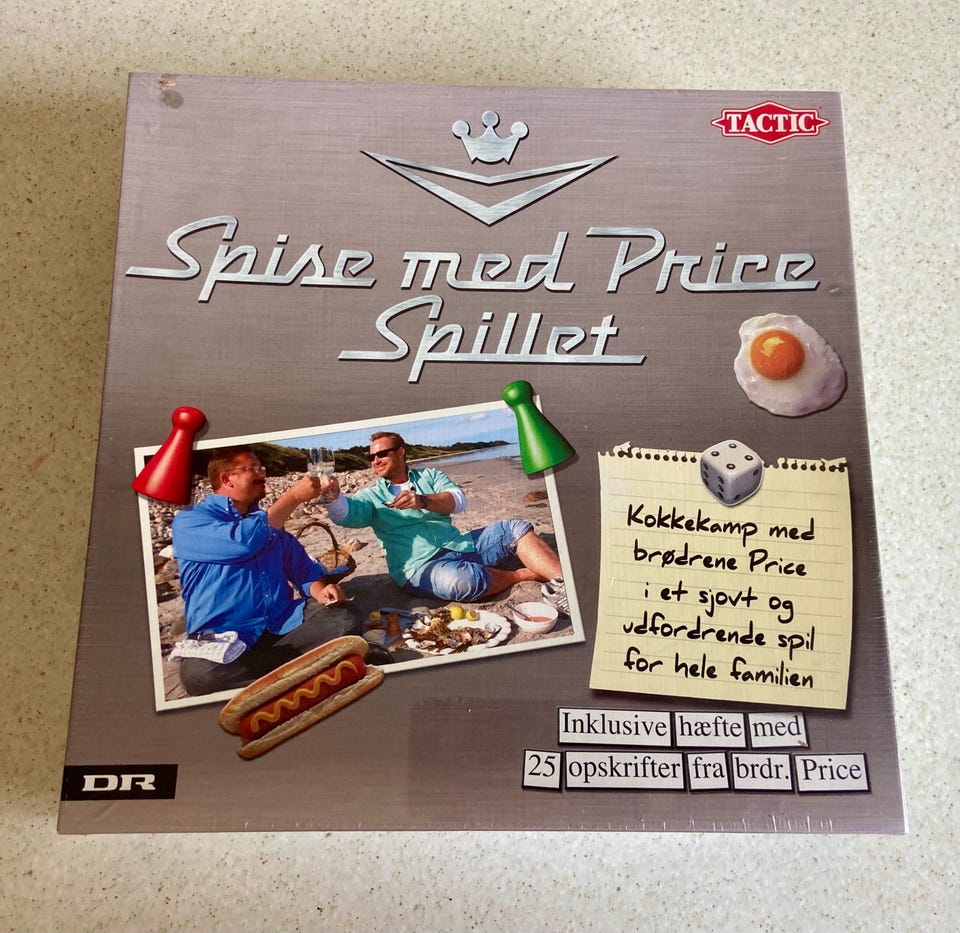 TACTIC
Spise med Price
Spillet
Kokkekamp med
brødrene Price
i et sjovt og
udfordrende spil
for hele familien
Inklusive hæfte med
25 opskrifter fra brdr. Price
DR